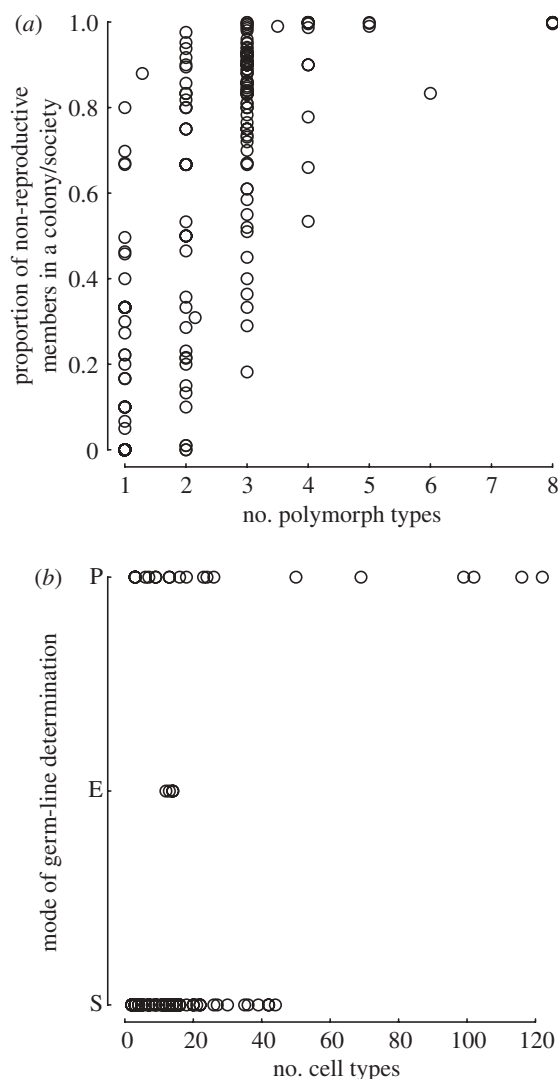 (a)
proportion of non-reproductive
members in a colony/society
1.0
0.8
0.6
0.4
0.2
0
1 2 3 4 5 6 7 8
no. polymorph types
(b)
mode of germ-line determination
P
E
S
0 20 40 60 80 100 120
no. cell types